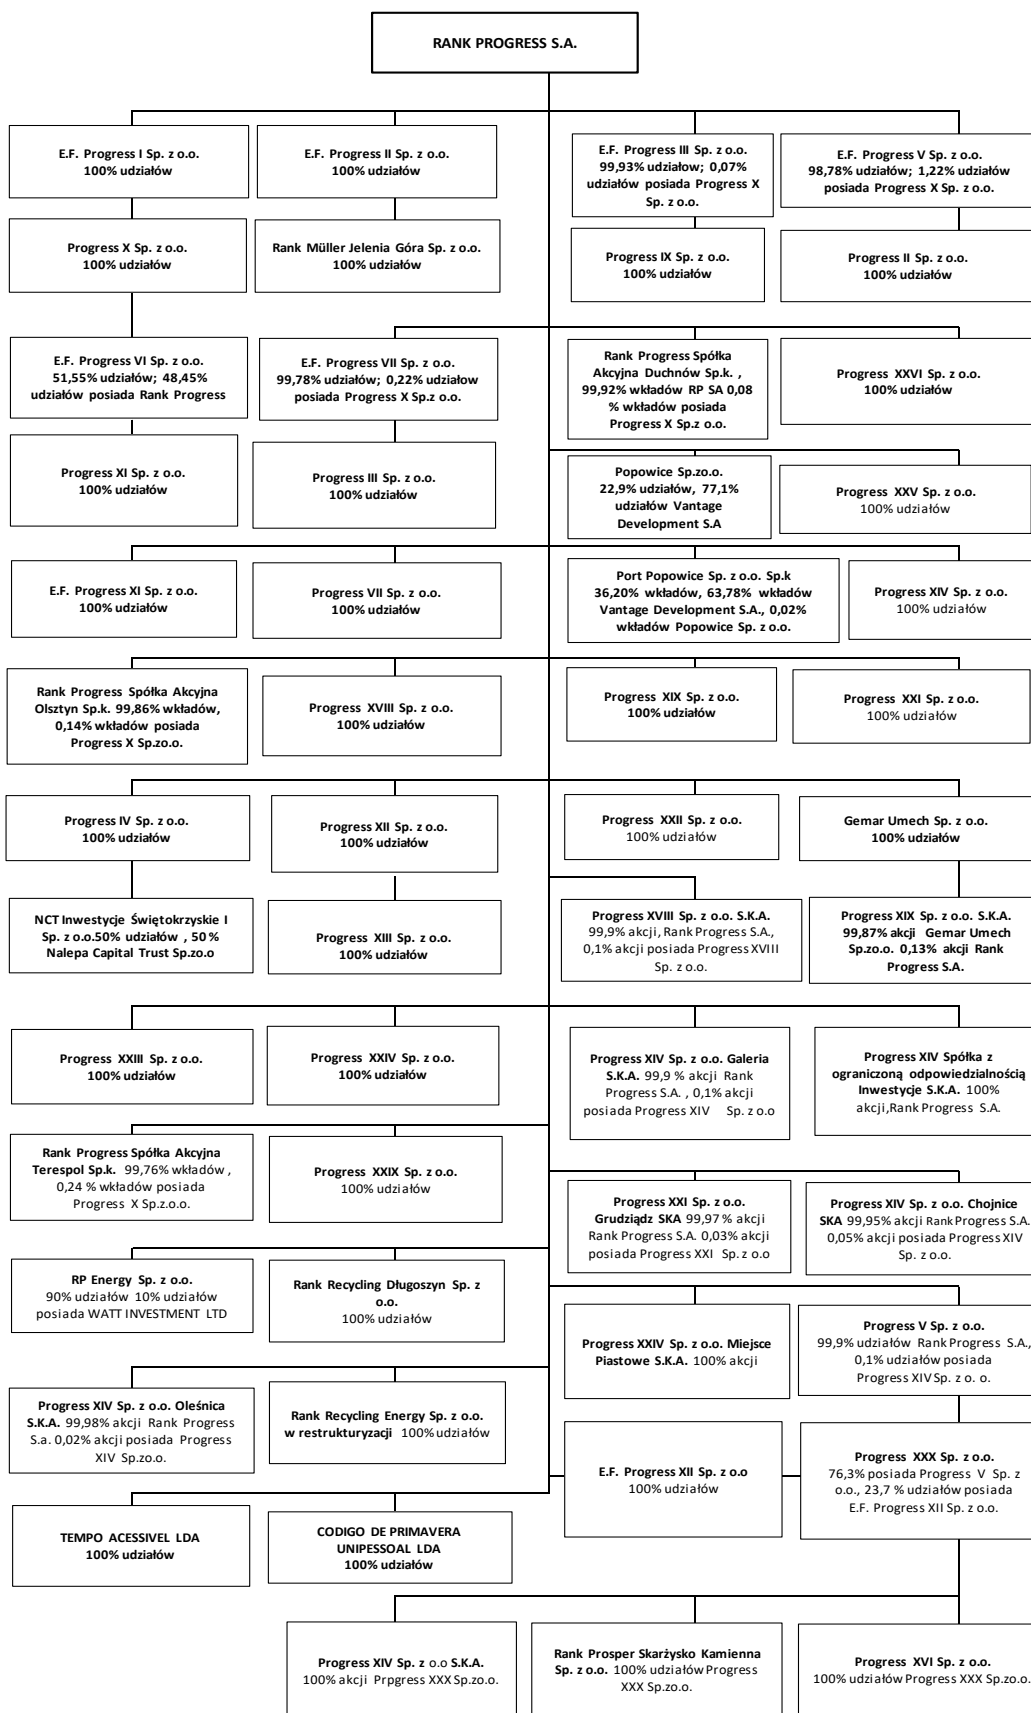 RANK PROGRESS S.A.
E.F. Progress I Sp. z o.o.
100% udziałów
E.F. Progress II Sp. z o.o.
100% udziałów
E.F. Progress III Sp. z o.o.
99,93% udziałów; 0,07%
udziałów posiada Progress X
Sp. z o.o.
E.F. Progress V Sp. z o.o.
98,78% udziałów; 1,22% udziałów
posiada Progress X Sp. z o.o.
Progress X Sp. z o.o.
100% udziałów
Rank Müller Jelenia Góra Sp. z o.o.
100% udziałów
Progress IX Sp. z o.o.
100% udziałów
Progress II Sp. z o.o.
100% udziałów
E.F. Progress VI Sp. z o.o.
51,55% udziałów; 48,45%
udziałów posiada Rank Progress
E.F. Progress VII Sp. z o.o.
99,78% udziałów; 0,22% udziałow
posiada Progress X Sp.z o.o.
Rank Progress Spółka
Akcyjna Duchnów Sp.k. ,
99,92% wkładów RP SA 0,08
% wkładów posiada
Progress X Sp.z o.o.
Progress XXVI Sp. z o.o.
100% udziałów
Progress XI Sp. z o.o.
100% udziałów
Progress III Sp. z o.o.
100% udziałów
Popowice Sp.zo.o.
22,9% udziałów, 77,1%
udziałów Vantage
Development S.A
Progress XXV Sp. z o.o.
100% udziałów
E.F. Progress XI Sp. z o.o.
100% udziałów
Progress VII Sp. z o.o.
100% udziałów
Port Popowice Sp. z o.o. Sp.k
36,20% wkładów, 63,78% wkładów
Vantage Development S.A., 0,02%
wkładów Popowice Sp. z o.o.
Progress XIV Sp. z o.o.
100% udziałów
Rank Progress Spółka Akcyjna
Olsztyn Sp.k. 99,86% wkładów,
0,14% wkładów posiada
Progress X Sp.zo.o.
Progress XVIII Sp. z o.o.
100% udziałów
Progress XIX Sp. z o.o.
100% udziałów
Progress XXI Sp. z o.o.
100% udziałów
Progress IV Sp. z o.o.
100% udziałów
Progress XII Sp. z o.o.
100% udziałów
Progress XXII Sp. z o.o.
100% udziałów
Gemar Umech Sp. z o.o.
100% udziałów
NCT Inwestycje Świętokrzyskie I
Sp. z o.o.50% udziałów , 50 %
Nalepa Capital Trust Sp.zo.o
Progress XIII Sp. z o.o.
100% udziałów
Progress XVIII Sp. z o.o. S.K.A.
99,9% akcji, Rank Progress S.A.,
0,1% akcji posiada Progress XVIII
Sp. z o.o.
Progress XIX Sp. z o.o. S.K.A.
99,87% akcji Gemar Umech
Sp.zo.o. 0,13% akcji Rank
Progress S.A.
Progress XXIII Sp. z o.o.
100% udziałów
Progress XXIV Sp. z o.o.
100% udziałów
Progress XIV Sp. z o.o. Galeria
S.K.A. 99,9 % akcji Rank
Progress S.A. , 0,1% akcji
posiada Progress XIV Sp. z o.o
Progress XIV Spółka z
ograniczoną odpowiedzialnością
Inwestycje S.K.A. 100%
akcji,Rank Progress S.A.
Rank Progress Spółka Akcyjna
Terespol Sp.k. 99,76% wkładów ,
0,24 % wkładów posiada
Progress X Sp.z.o.o.
Progress XXIX Sp. z o.o.
100% udziałów
Progress XXI Sp. z o.o.
Grudziądz SKA 99,97 % akcji
Rank Progress S.A. 0,03% akcji
posiada Progress XXI Sp. z o.o
Progress XIV Sp. z o.o. Chojnice
SKA 99,95% akcji Rank Progress S.A.
0,05% akcji posiada Progress XIV
Sp. z o.o.
RP Energy Sp. z o.o.
90% udziałów 10% udziałów
posiada WATT INVESTMENT LTD
Rank Recycling Długoszyn Sp. z
o.o.
100% udziałów
Progress XXIV Sp. z o.o. Miejsce
Piastowe S.K.A. 100% akcji
Progress V Sp. z o.o.
99,9% udziałów Rank Progress S.A.,
0,1% udziałów posiada
Progress XIV Sp. z o. o.
Progress XIV Sp. z o.o. Oleśnica
S.K.A. 99,98% akcji Rank Progress
S.a. 0,02% akcji posiada Progress
XIV Sp.zo.o.
Rank Recycling Energy Sp. z o.o.
w restrukturyzacji 100% udziałów
E.F. Progress XII Sp. z o.o
100% udziałów
Progress XXX Sp. z o.o.
76,3% posiada Progress V Sp. z
o.o., 23,7 % udziałów posiada
E.F. Progress XII Sp. z o.o.
TEMPO ACESSIVEL LDA
100% udziałów
CODIGO DE PRIMAVERA
UNIPESSOAL LDA
100% udziałów
Progress XIV Sp. z o.o S.K.A.
100% akcji Prpgress XXX Sp.zo.o.
Rank Prosper Skarżysko Kamienna
Sp. z o.o. 100% udziałów Progress
XXX Sp.zo.o.
Progress XVI Sp. z o.o.
100% udziałów Progress XXX Sp.zo.o.